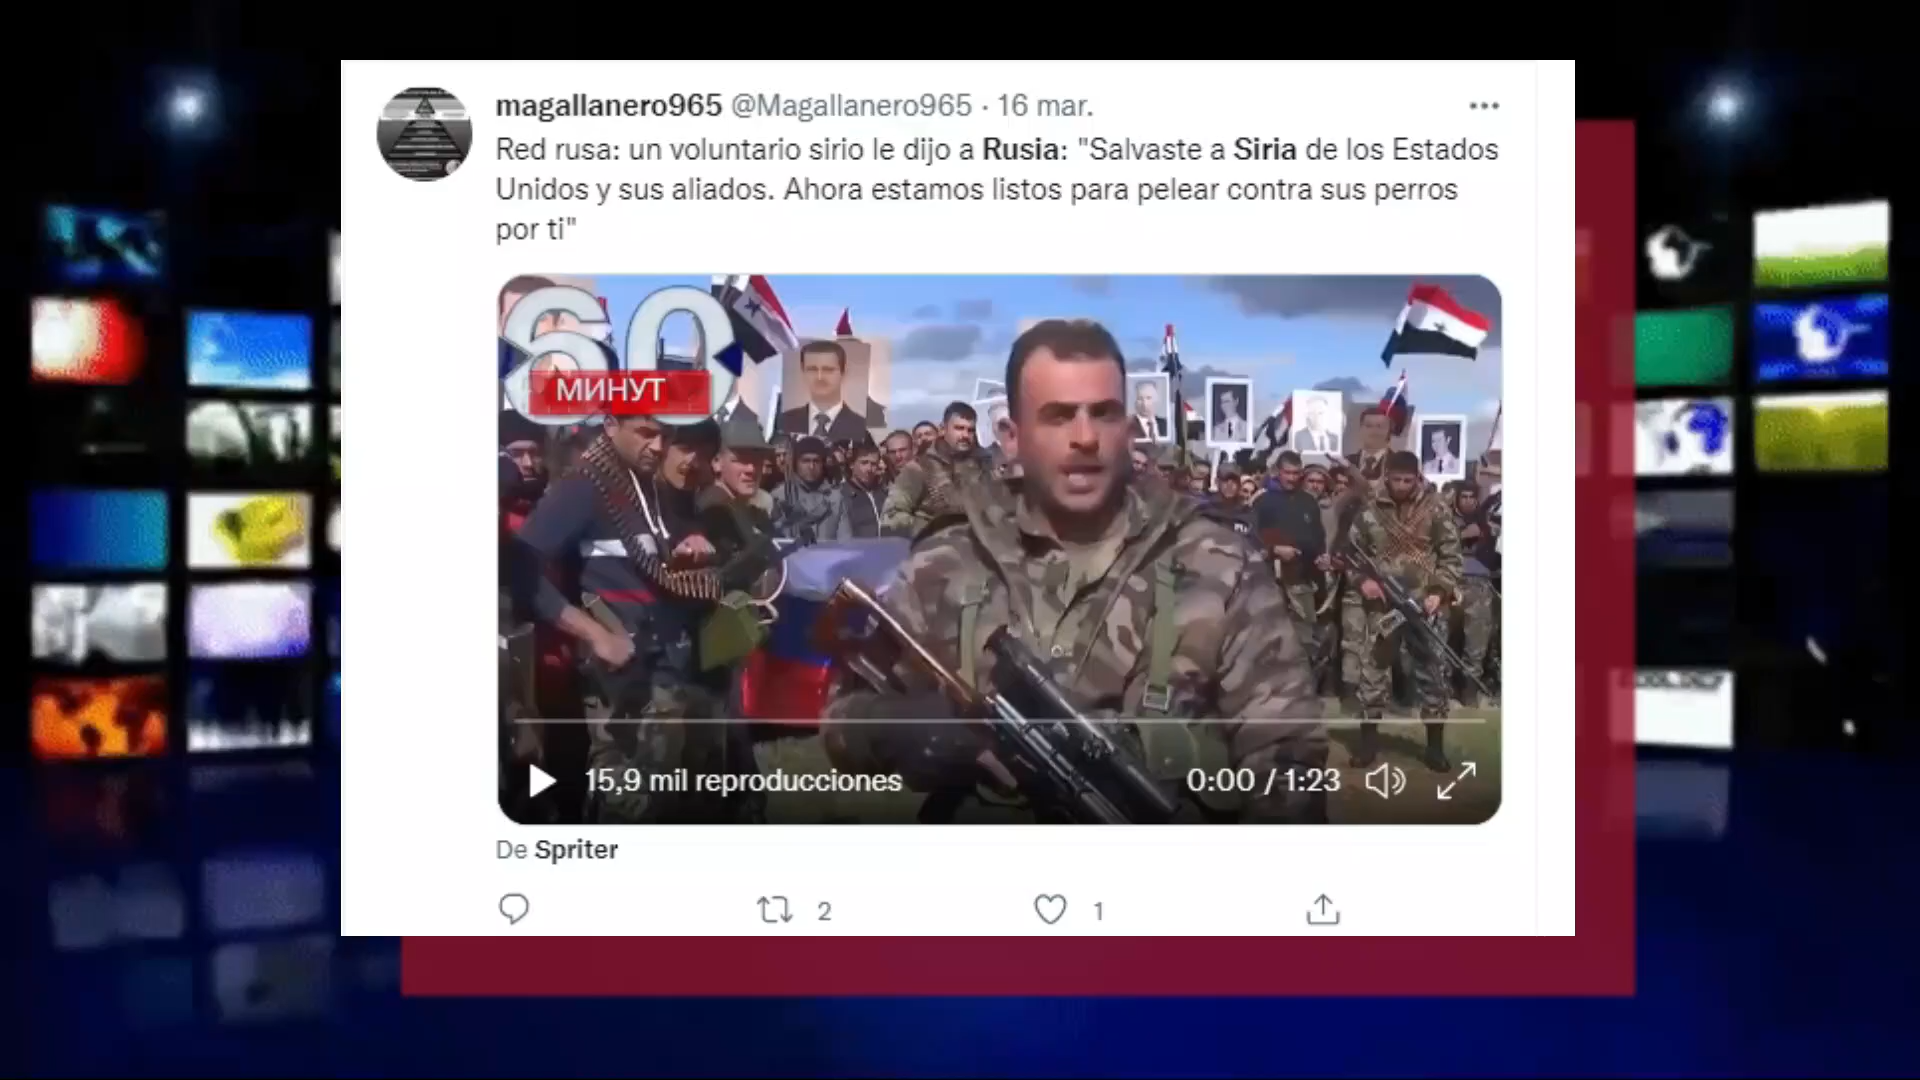 magallanero965 @Magallanero965 · 16 mar.
Red rusa: un voluntario sirio le dijo a Rusia: "Salvaste a Siria de los Estados
Unidos y sus aliados. Ahora estamos listos para pelear contra sus perros
por ti"
60
МИНУТ
15,9 mil reproducciones
0:00 / 1:23
De Spriter
2
1